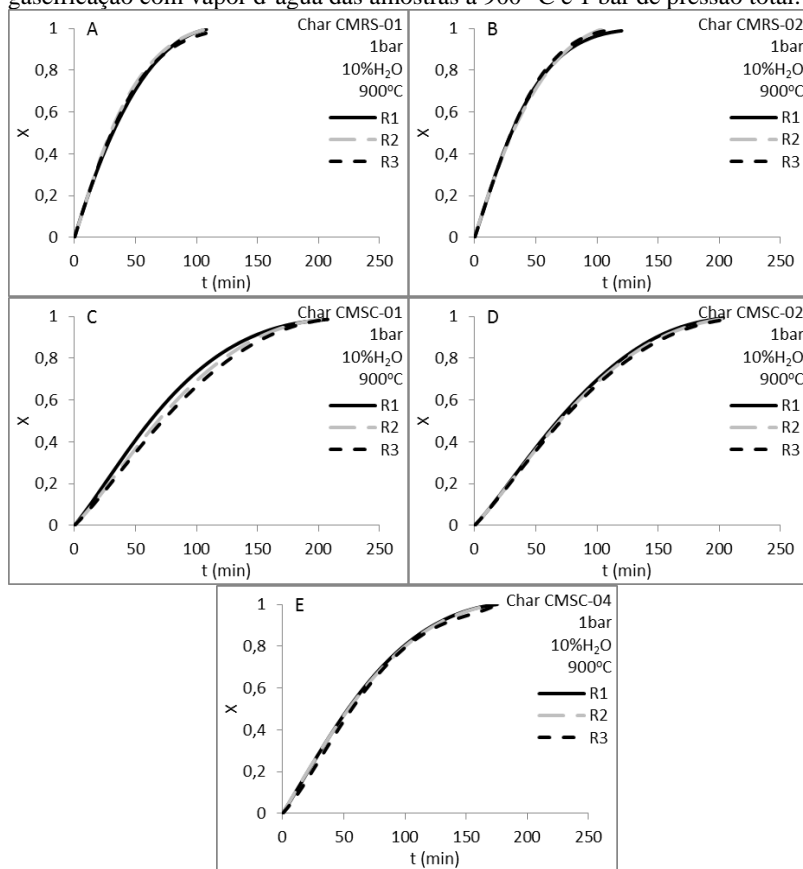 gaseificação com vapor d'água das amostras a 900 °C e 1 bar de pressão total.
A
Char CMRS-01
1bar
10%H₂O
900ºC
R1
R2
R3
X
1
0,8
0,6
0,4
0,2
0
0 50 100 150 200 250
t (min)
B
Char CMRS-02
1bar
10%H₂O
900ºC
R1
R2
R3
X
1
0,8
0,6
0,4
0,2
0
0 50 100 150 200 250
t (min)
C
Char CMSC-01
1bar
10%H₂O
900ºC
R1
R2
R3
X
1
0,8
0,6
0,4
0,2
0
0 50 100 150 200 250
t (min)
D
Char CMSC-02
1bar
10%H₂O
900ºC
R1
R2
R3
X
1
0,8
0,6
0,4
0,2
0
0 50 100 150 200 250
t (min)
E
Char CMSC-04
1bar
10%H₂O
900ºC
R1
R2
R3
X
1
0,8
0,6
0,4
0,2
0
0 50 100 150 200 250
t (min)